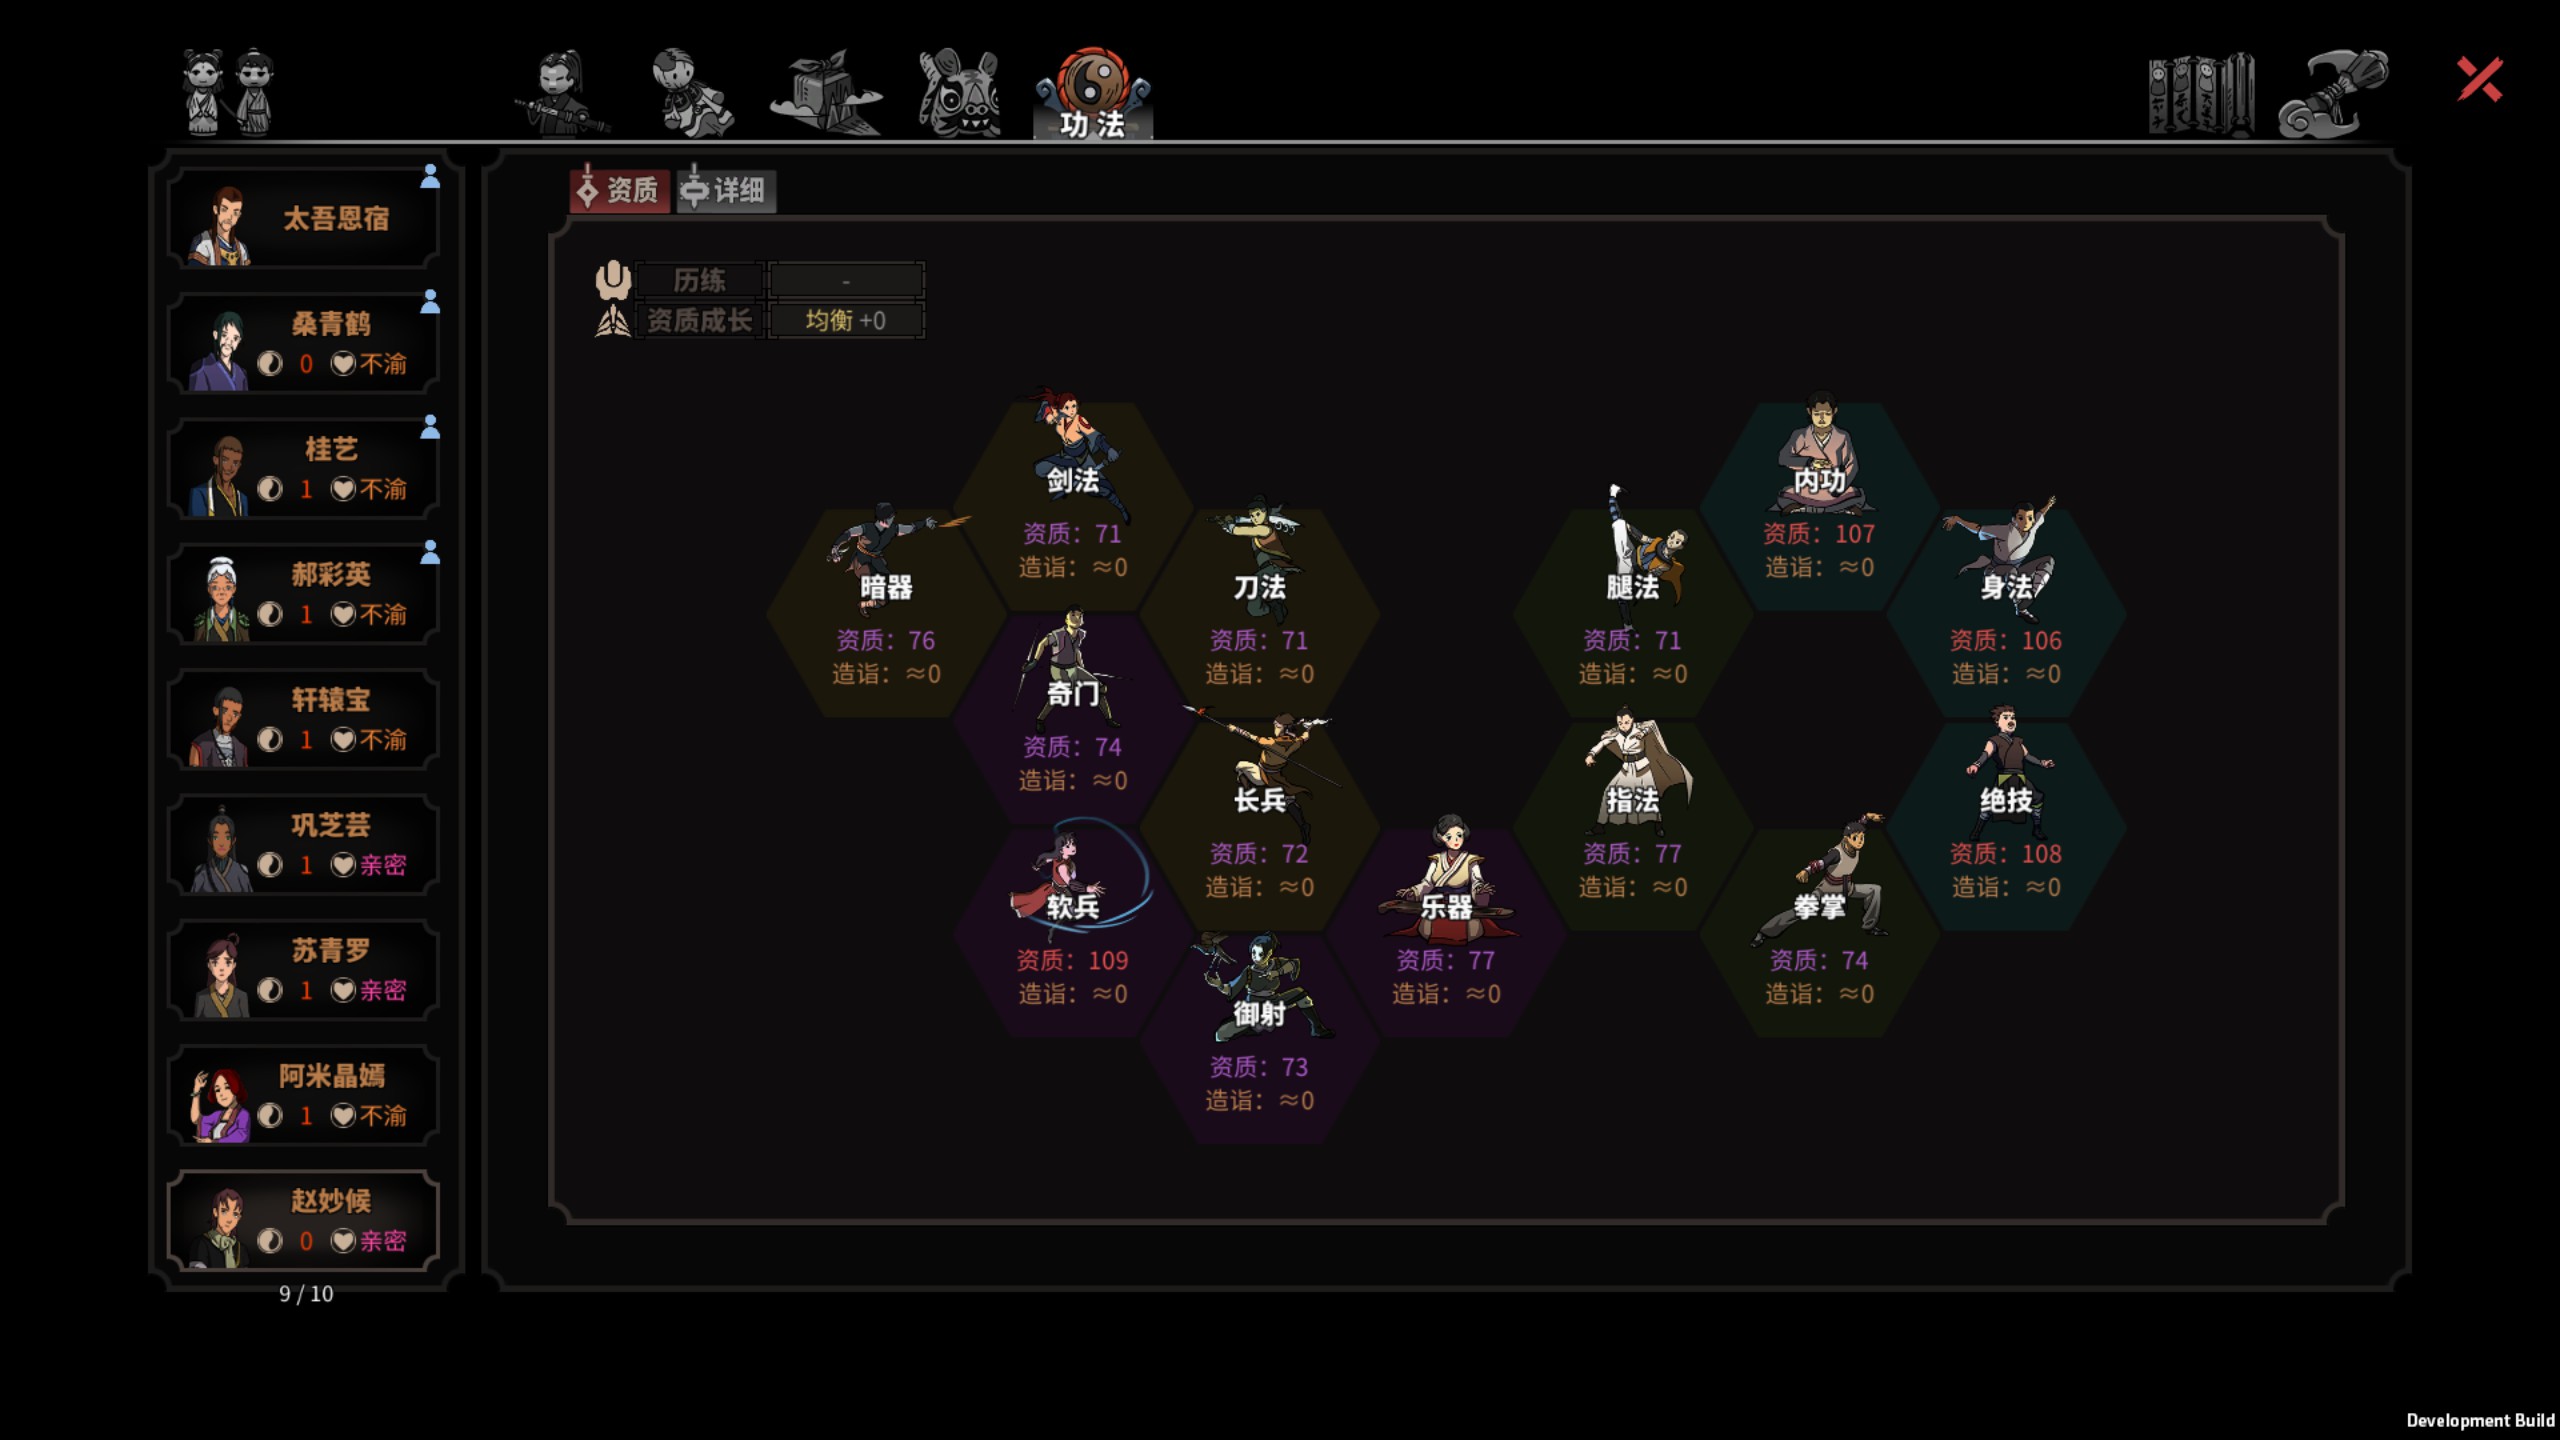 功法
太吾恩宿
桑青鹤
0 不渝
桂艺
1 不渝
郝彩英
1 不渝
轩辕宝
1 不渝
巩芝芸
1 亲密
苏青罗
1 亲密
阿米晶嫣
1 不渝
赵妙候
0 亲密
9 / 10
资质 详细
历练 -
资质成长 均衡 +0
剑法
资质：71
造诣：≈0
暗器
资质：76
造诣：≈0
刀法
资质：71
造诣：≈0
奇门
资质：74
造诣：≈0
长兵
资质：72
造诣：≈0
软兵
资质：109
造诣：≈0
御射
资质：73
造诣：≈0
乐器
资质：77
造诣：≈0
内功
资质：107
造诣：≈0
腿法
资质：71
造诣：≈0
身法
资质：106
造诣：≈0
指法
资质：77
造诣：≈0
绝技
资质：108
造诣：≈0
拳掌
资质：74
造诣：≈0
Development Build